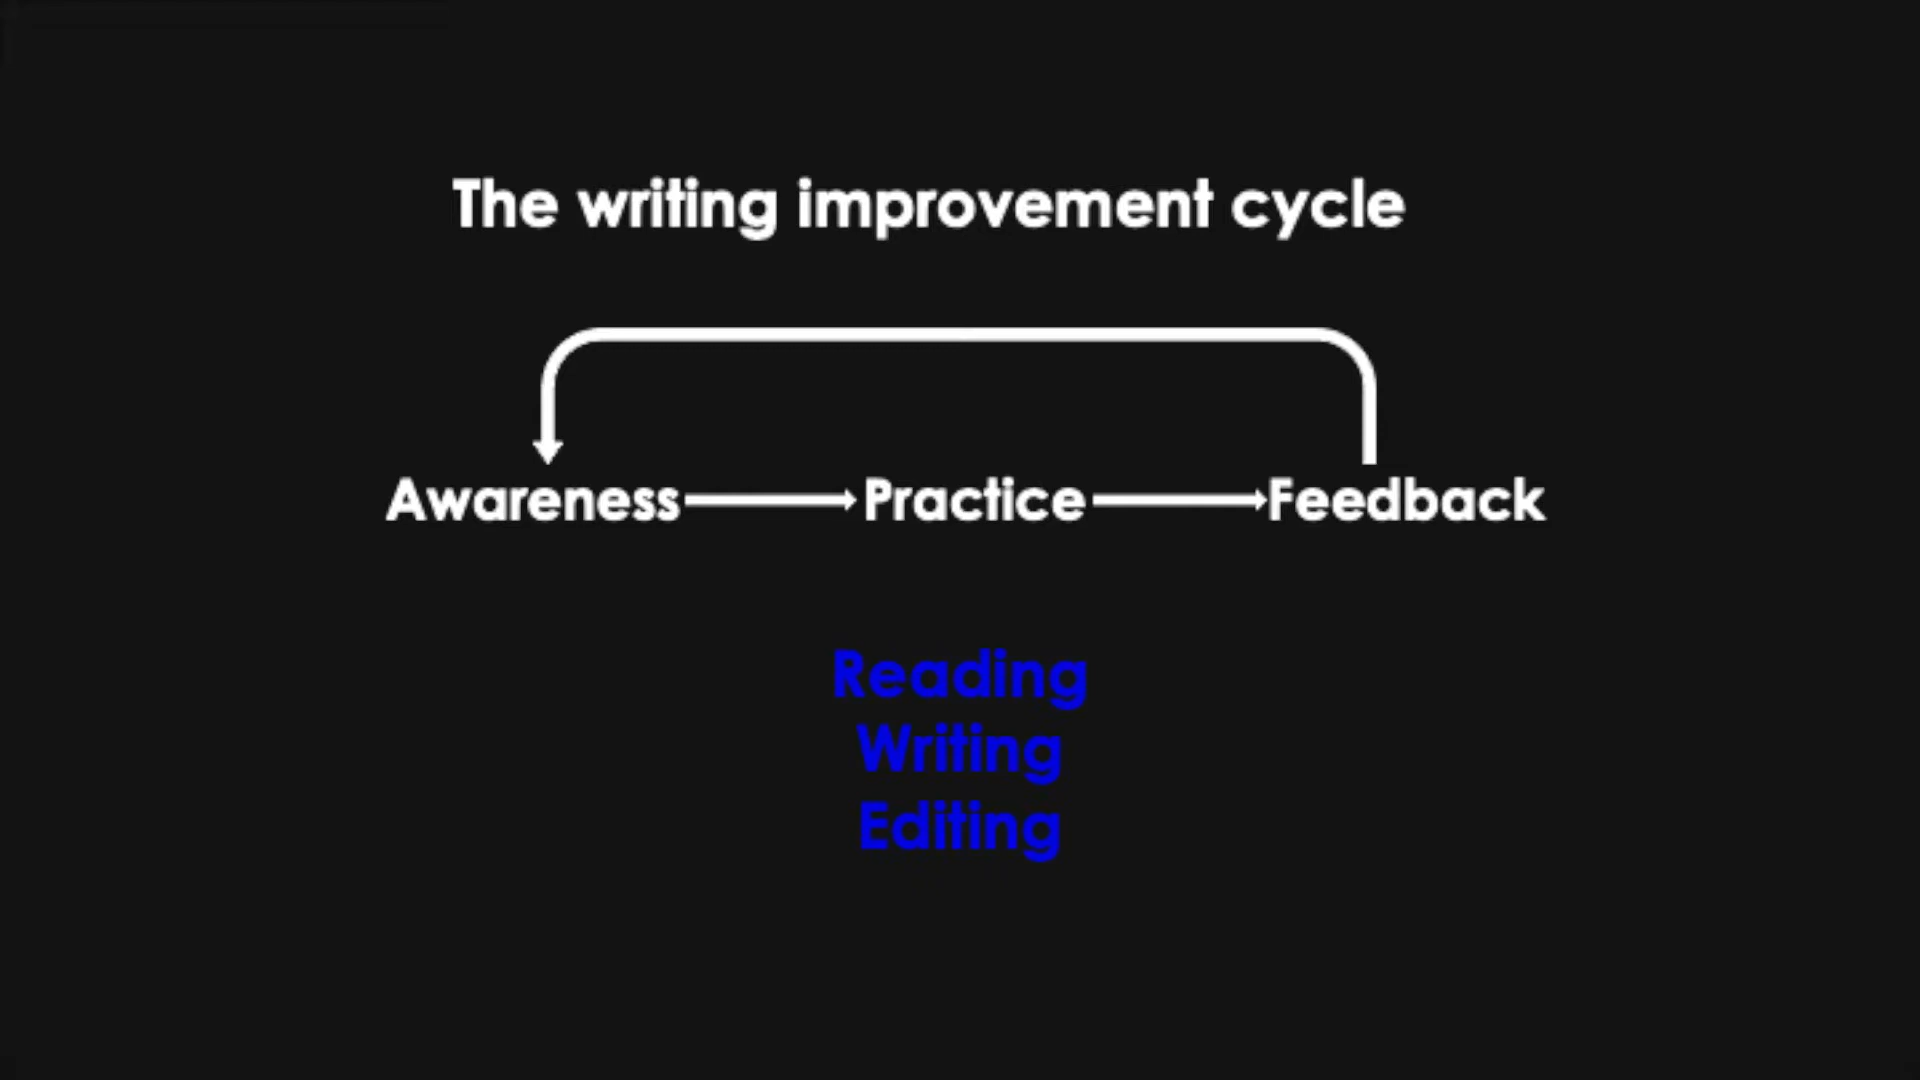 The writing improvement cycle
Awareness Practice Feedback
Reading
Writing
Editing